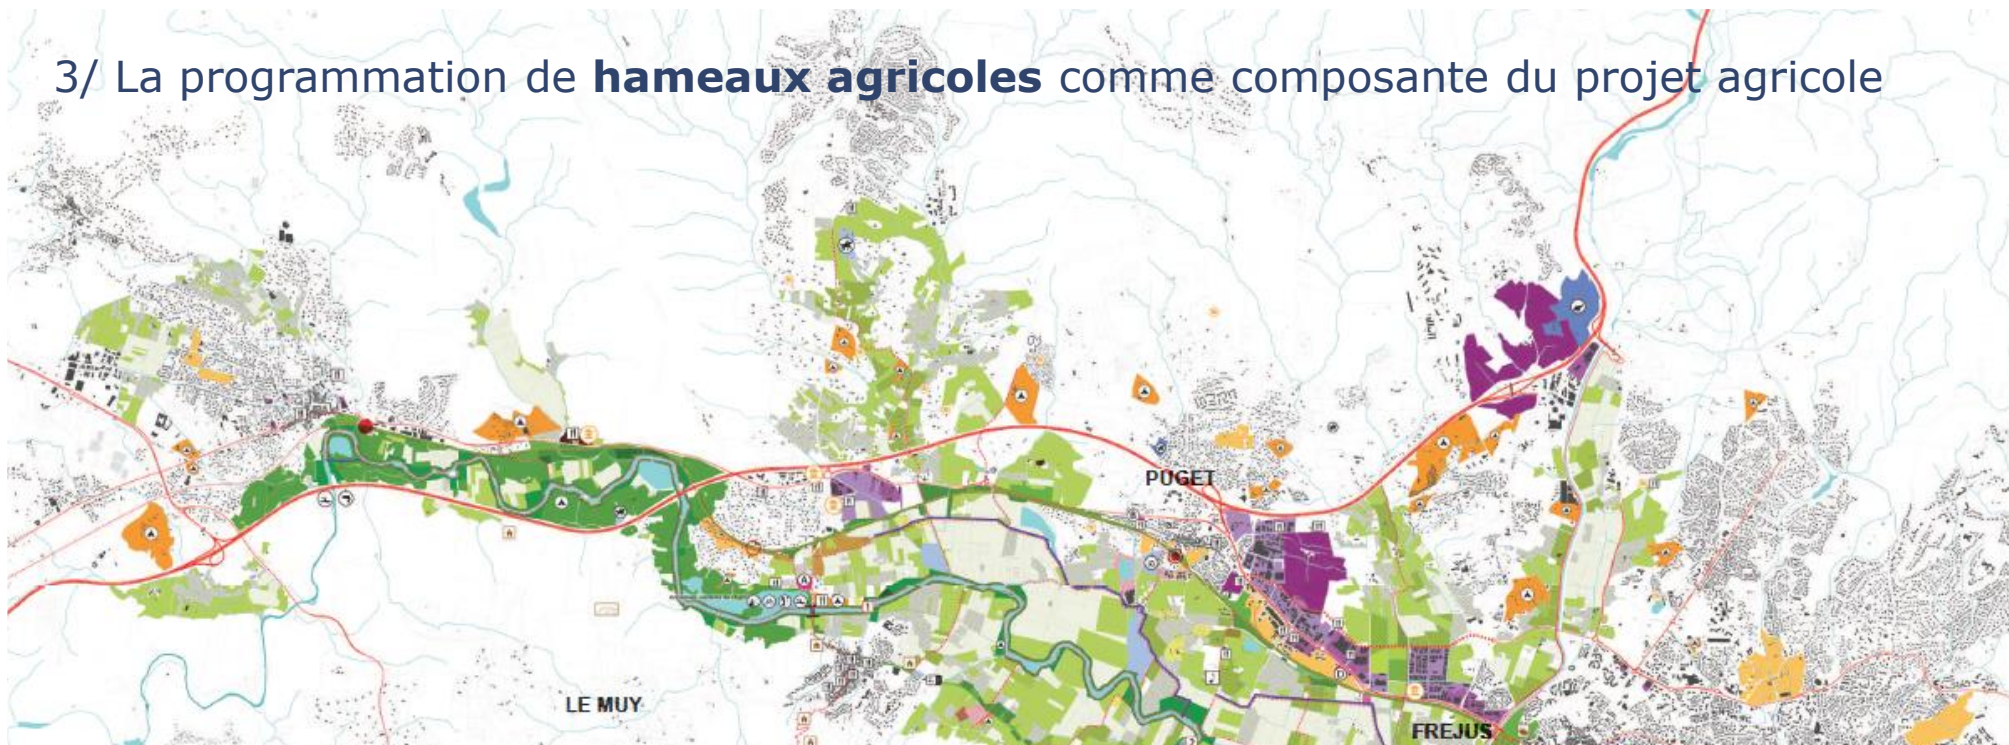 3/ La programmation de hameaux agricoles comme composante du projet agricole
PUGET
LE MUY
FREJUS